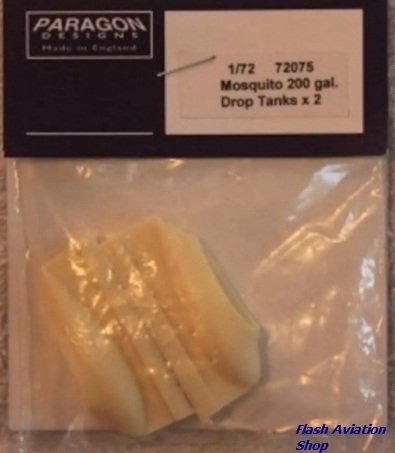 PARAGON
DESIGNS
Made in England
1/72 72075
Mosquito 200 gal.
Drop Tanks x 2
Flash Aviation
Shop